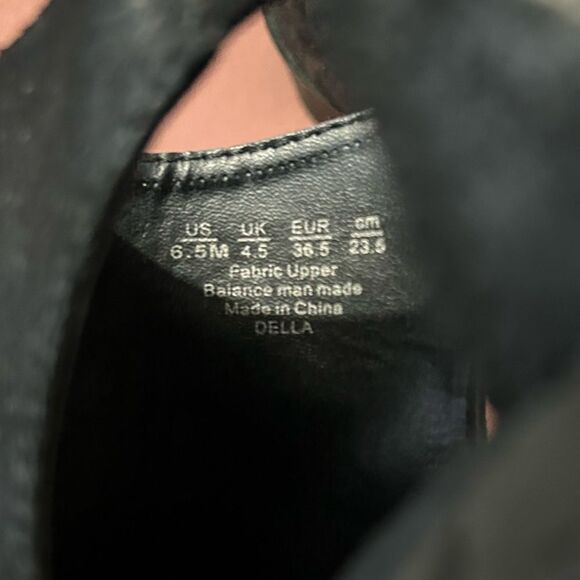 US UK EUR cm
6.5M 4.5 36.5 23.5
Fabric Upper
Balance man made
Made in China
DELLA